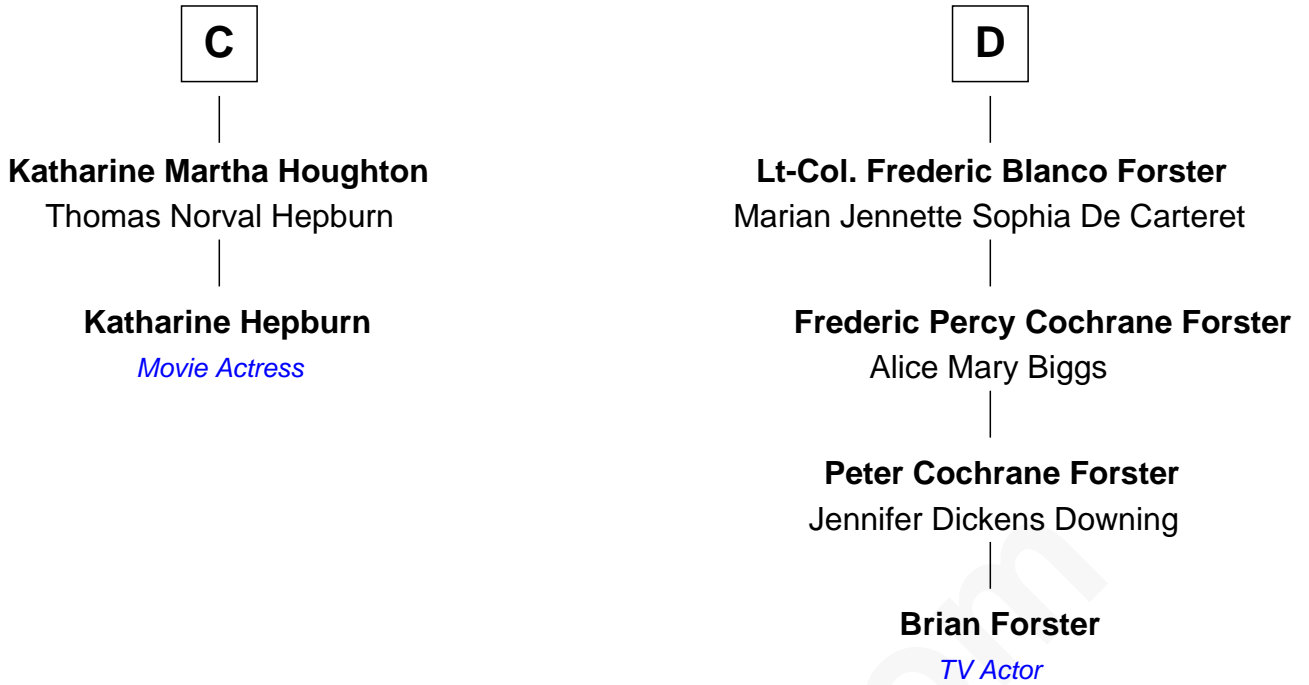 C
Katharine Martha Houghton
Thomas Norval Hepburn
Katharine Hepburn
Movie Actress
D
Lt-Col. Frederic Blanco Forster
Marian Jennette Sophia De Carteret
Frederic Percy Cochrane Forster
Alice Mary Biggs
Peter Cochrane Forster
Jennifer Dickens Downing
Brian Forster
TV Actor